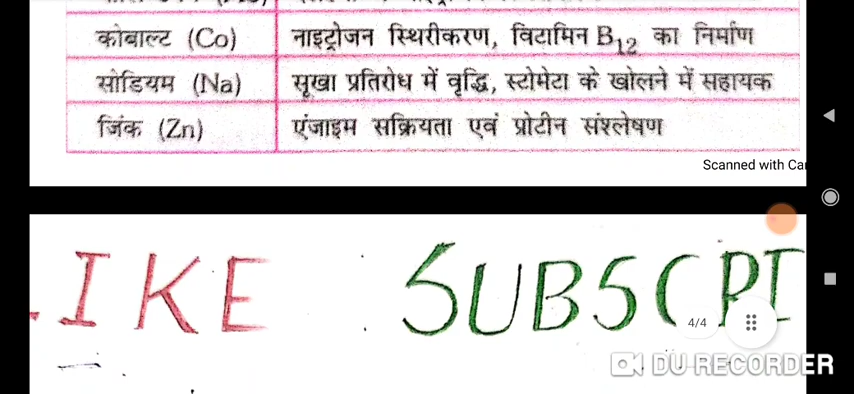 कोबाल्ट (Co) नाइट्रोजन स्थिरीकरण, विटामिन B12 का निर्माण
सोडियम (Na) सूखा प्रतिरोध में वृद्धि, स्टोमेटा के खोलने में सहायक
जिंक (Zn) एंजाइम सक्रियता एवं प्रोटीन संश्लेषण
Scanned with Ca
IKE SUBSCRI
4/4
DU RECORDER